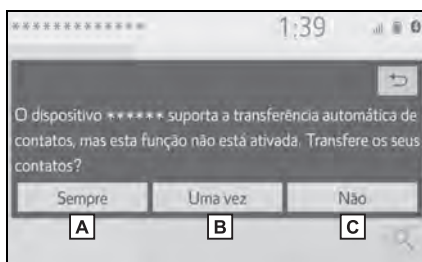 ************* 1:39
O dispositivo ****** suporta a transferência automática de
contatos, mas esta função não está ativada. Transfere os seus
contatos?
Sempre Uma vez Não
A B C